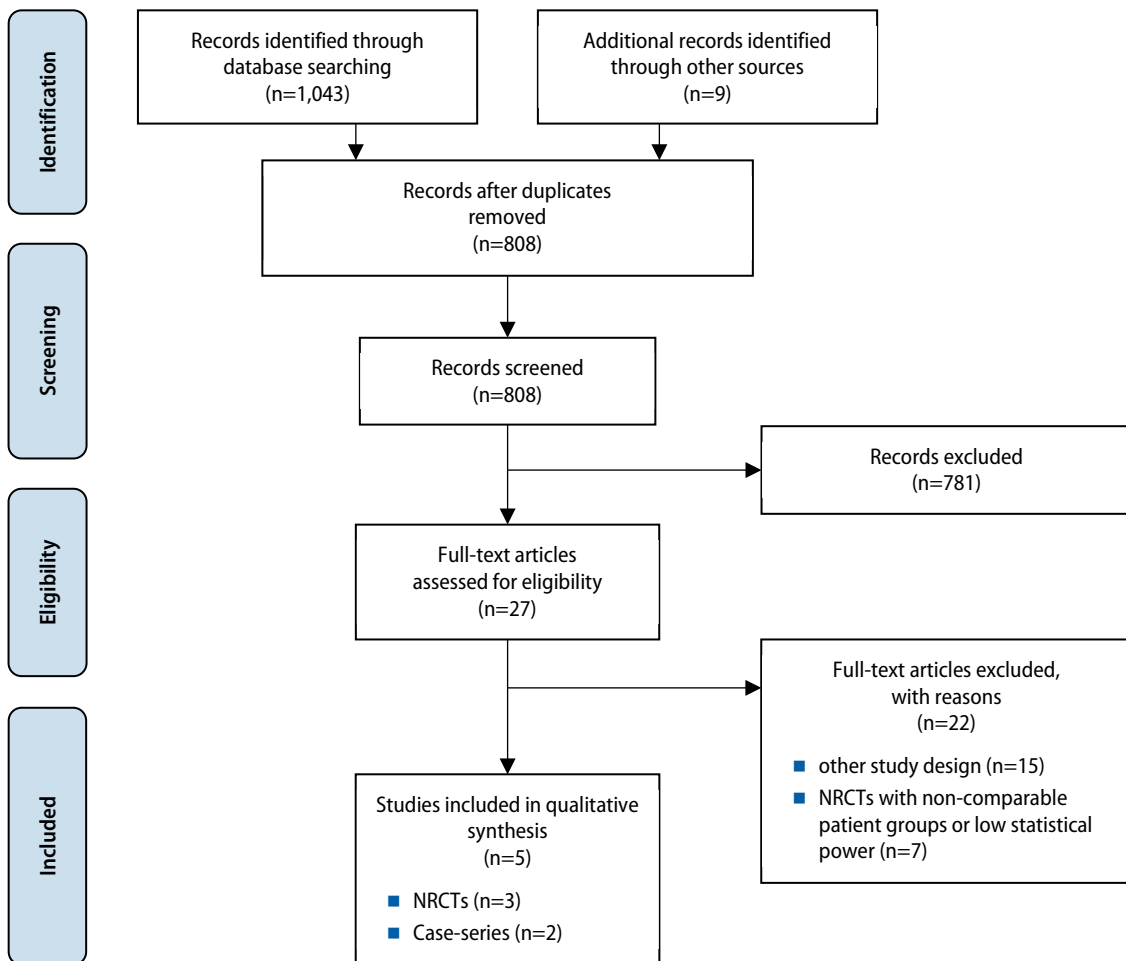 Identification
Records identified through
database searching
(n=1,043)
Additional records identified
through other sources
(n=9)
Records after duplicates
removed
(n=808)
Screening
Records screened
(n=808)
Records excluded
(n=781)
Eligibility
Full-text articles
assessed for eligibility
(n=27)
Full-text articles excluded,
with reasons
(n=22)
other study design (n=15)
NRCTs with non-comparable
patient groups or low statistical
power (n=7)
Included
Studies included in qualitative
synthesis
(n=5)
NRCTs (n=3)
Case-series (n=2)